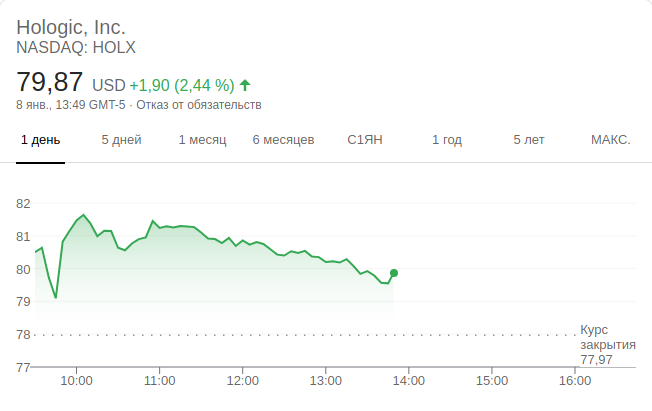 Hologic, Inc.
NASDAQ: HOLX
79,87 USD +1,90 (2,44 %)
8 янв., 13:49 GMT-5 · Отказ от обязательств
1 день 5 дней 1 месяц 6 месяцев С1ЯН 1 год 5 лет МАКС.
82
81
80
79
78
77
Курс
закрытия
77,97
10:00 11:00 12:00 13:00 14:00 15:00 16:00